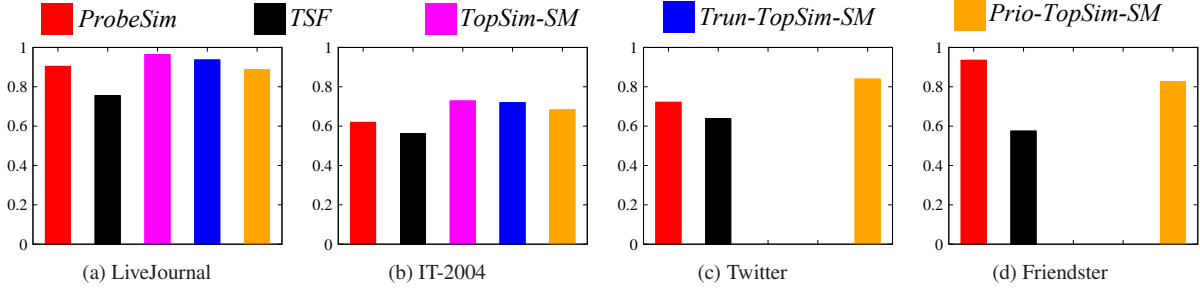 ProbeSim TSF TopSim-SM Trun-TopSim-SM Prio-TopSim-SM
1 1 1 1
0.8 0.8 0.8 0.8
0.6 0.6 0.6 0.6
0.4 0.4 0.4 0.4
0.2 0.2 0.2 0.2
0 0 0 0
(a) LiveJournal (b) IT-2004 (c) Twitter (d) Friendster